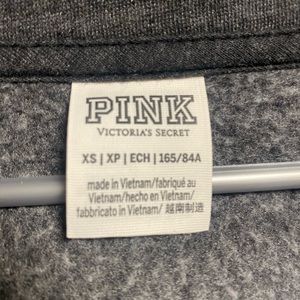 PINK
VICTORIA'S SECRET
XS | XP | ECH | 165/84A
made in Vietnam/fabriqué au
Vietnam/hecho en Vietnam/
fabbricato in Vietnam/ 越南制造